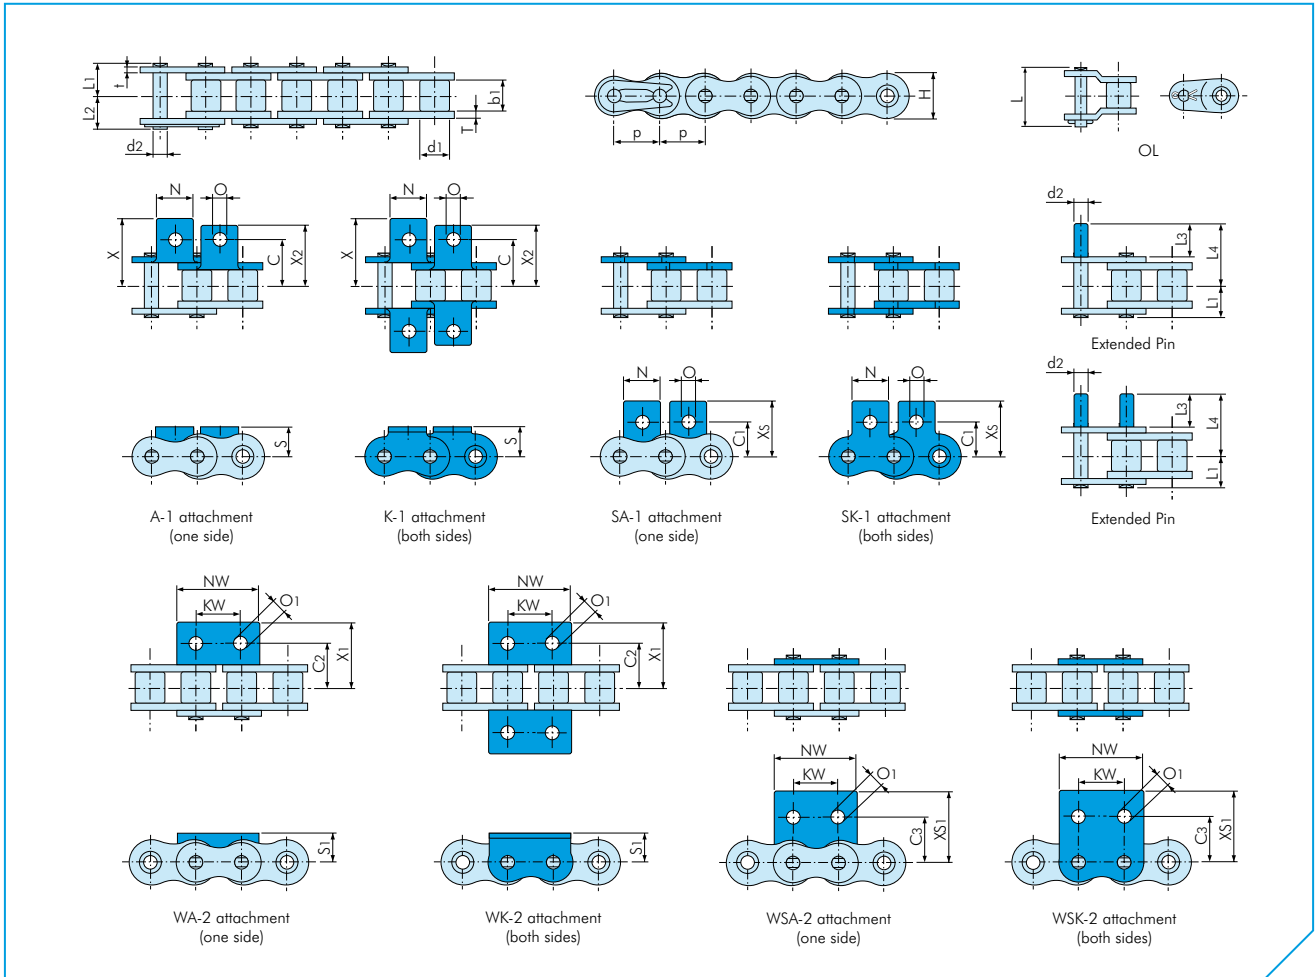 L1
t
L2
d2
b1
T
d1
p
p
H
L
OL
N
O
X
C
X2
N
O
X
C
X2
d2
L3
L4
L1
Extended Pin
S
A-1 attachment
(one side)
S
K-1 attachment
(both sides)
N
O
C1
XS
SA-1 attachment
(one side)
N
O
C1
XS
SK-1 attachment
(both sides)
d2
L3
L4
L1
Extended Pin
NW
KW
O1
C2
X1
NW
KW
O1
C2
X1
S1
WA-2 attachment
(one side)
S1
WK-2 attachment
(both sides)
NW
KW
O1
C3
XS1
WSA-2 attachment
(one side)
NW
KW
O1
C3
XS1
WSK-2 attachment
(both sides)